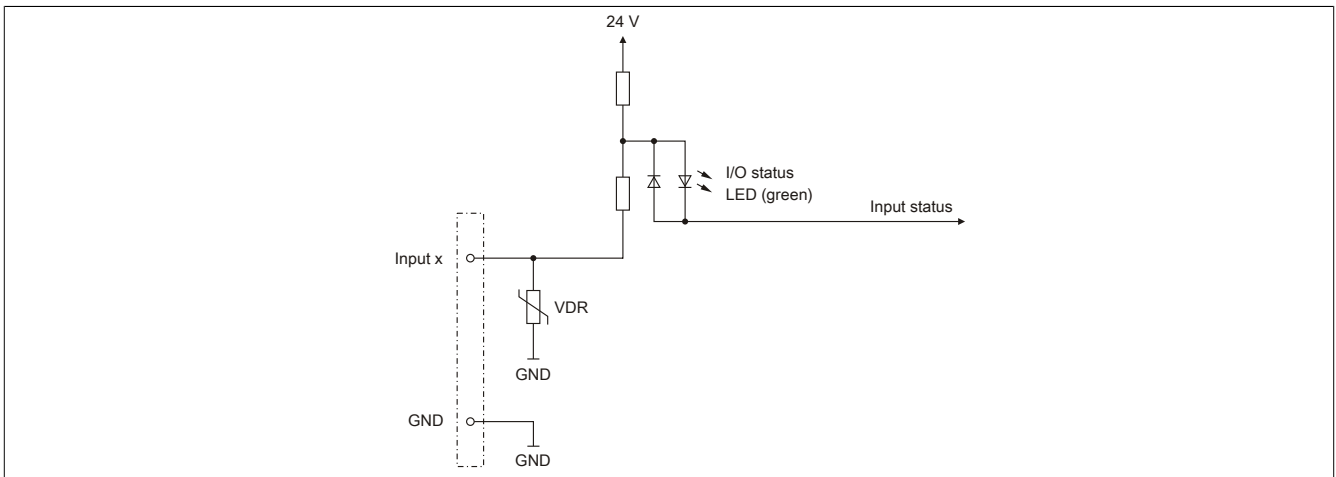 24 V
I/O status
LED (green)
Input status
Input x
VDR
GND
GND
GND